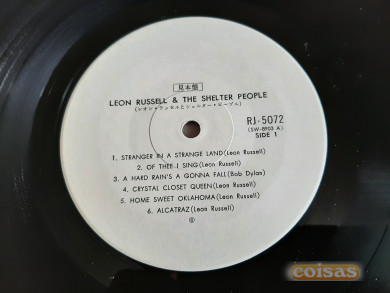 見本盤
LEON RUSSELL & THE SHELTER PEOPLE
(レオン・ラッセルとシェルター・ピープル)
RJ-5072
(SW-8903 A)
SIDE 1
1. STRANGER IN A STRANGE LAND (Leon Russell)
2. OF THEE I SING (Leon Russell)
3. A HARD RAIN'S A GONNA FALL (Bob Dylan)
4. CRYSTAL CLOSET QUEEN (Leon Russell)
5. HOME SWEET OKLAHOMA (Leon Russell)
6. ALCATRAZ (Leon Russell)
coisas